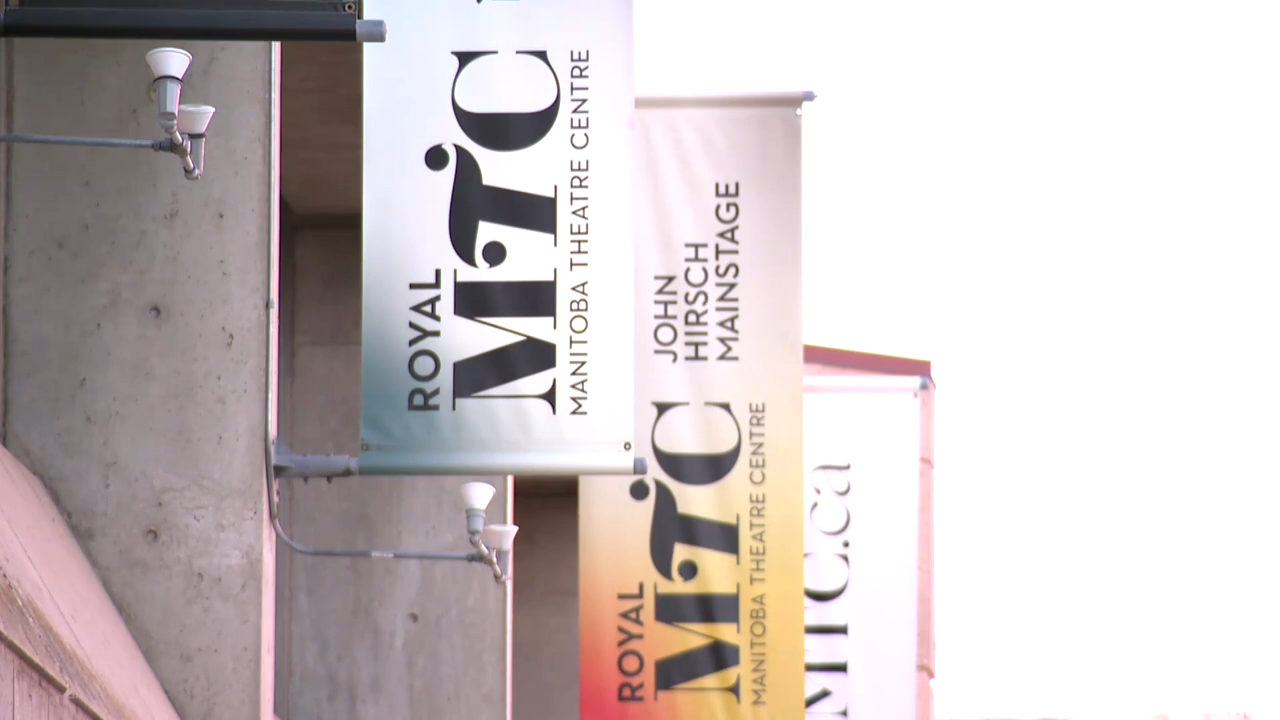 ROYAL
MTC
MANITOBA THEATRE CENTRE
ROYAL
MTC
MANITOBA THEATRE CENTRE
JOHN
HIRSCH
MAINSTAGE
MTC.ca